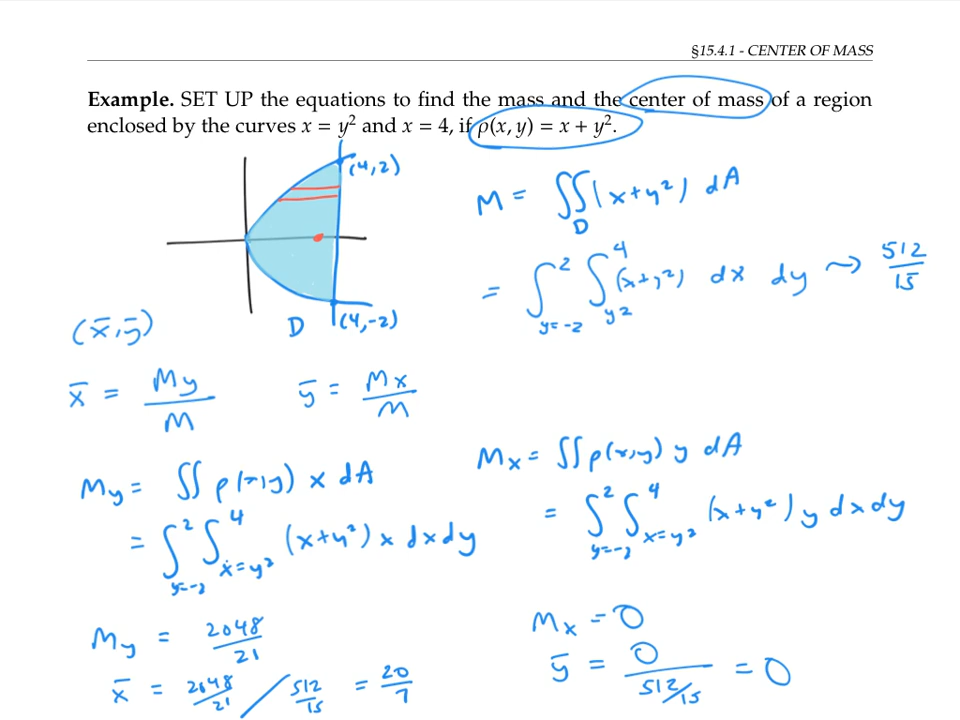 §15.4.1 - CENTER OF MASS
Example. SET UP the equations to find the mass and the center of mass of a region
enclosed by the curves x = y² and x = 4, if ρ(x, y) = x + y².
(4,2)
M = ∬_D (x+y²) dA
= ∫_{y=-2}^{2} ∫_{y²}^{4} (x+y²) dx dy ⤳ 512/15
D (4,-2)
(x̄,ȳ)
x̄ = My/M ȳ = Mx/M
My = ∬ ρ(x,y) x dA
= ∫_{y=-2}^{2} ∫_{x=y²}^{4} (x+y²) x dx dy
Mx = ∬ ρ(x,y) y dA
= ∫_{y=-2}^{2} ∫_{x=y²}^{4} (x+y²) y dx dy
My = 2048/21
x̄ = 2048/21 / 512/15 = 20/7
Mx = 0
ȳ = 0/(512/15) = 0